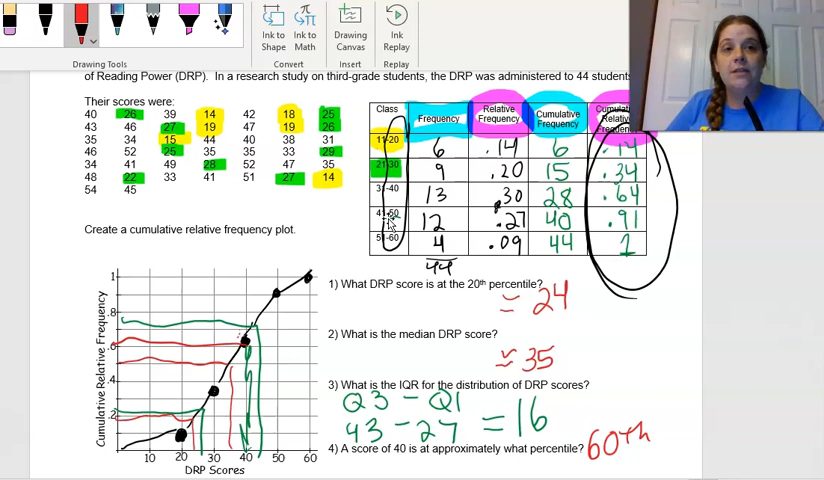 Ink to Shape
Ink to Math
Drawing Canvas
Ink Replay
Drawing Tools
Convert
Insert
Replay
of Reading Power (DRP). In a research study on third-grade students, the DRP was administered to 44 students
Their scores were:
40 26 39 14 42 18 25
43 46 27 19 47 19 26
35 34 15 44 40 38 31
46 52 25 35 35 33 29
34 41 49 28 52 47 35
48 22 33 41 51 27 14
54 45
Create a cumulative relative frequency plot.
Class Frequency Relative Frequency Cumulative Frequency
11-20 6 .14 6 .14
21-30 9 .20 15 .34
31-40 13 .30 28 .64
41-50 12 .27 40 .91
51-60 4 .09 44 1
44
Cumulative Relative Frequency
1
.8
.6
.4
.2
10 20 30 40 50 60
DRP Scores
1) What DRP score is at the 20th percentile?
≈ 24
2) What is the median DRP score?
≈ 35
3) What is the IQR for the distribution of DRP scores?
Q3 - Q1
43 - 27 = 16
4) A score of 40 is at approximately what percentile? 60th